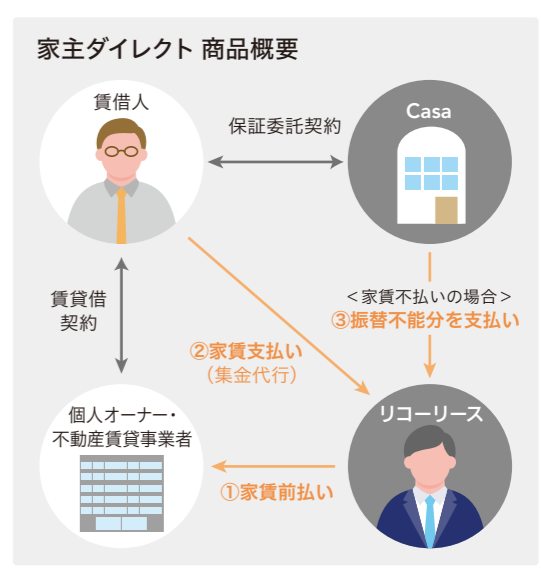 家主ダイレクト 商品概要
賃借人
保証委託契約
Casa
賃貸借
契約
＜家賃不払いの場合＞
③振替不能分を支払い
②家賃支払い
（集金代行）
個人オーナー・
不動産賃貸事業者
リコーリース
①家賃前払い